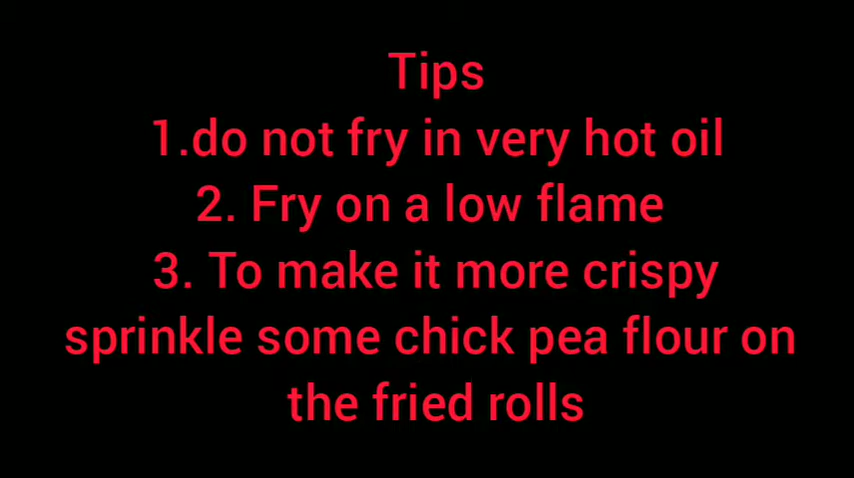 Tips
1.do not fry in very hot oil
2. Fry on a low flame
3. To make it more crispy
sprinkle some chick pea flour on
the fried rolls